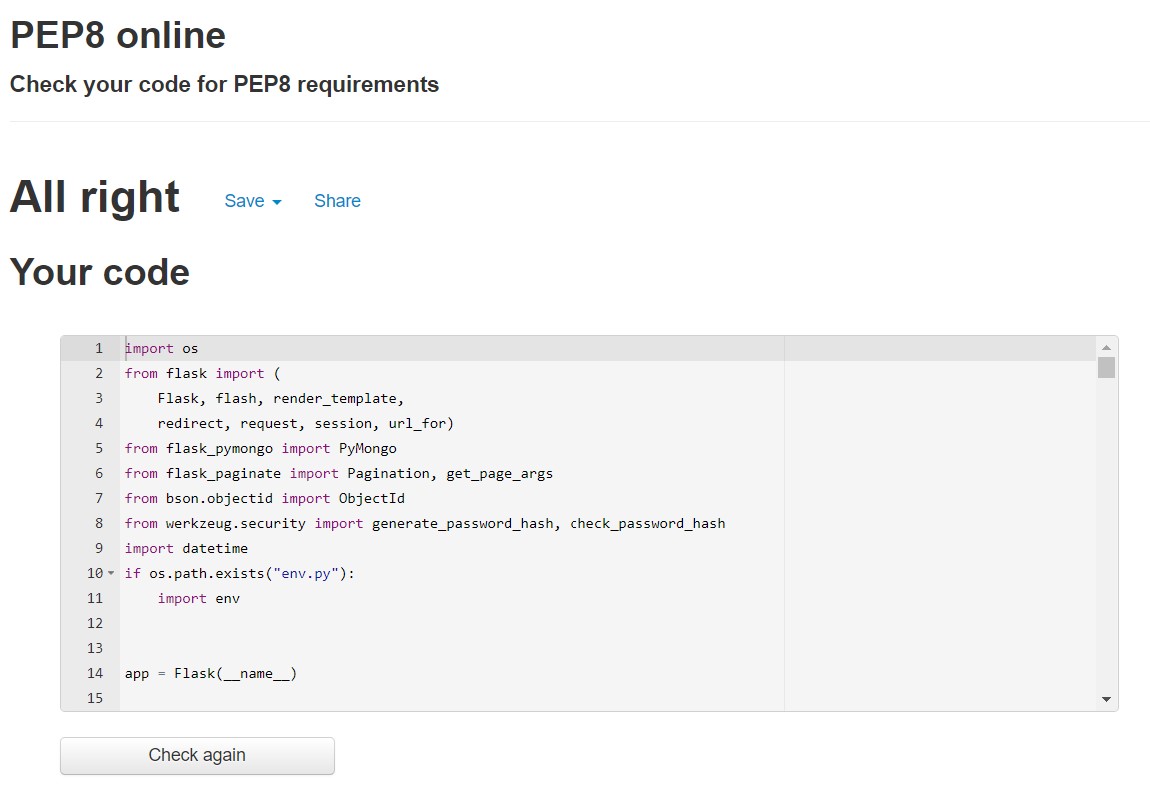 PEP8 online
Check your code for PEP8 requirements
All right Save Share
Your code
1 import os
2 from flask import (
3     Flask, flash, render_template,
4     redirect, request, session, url_for)
5 from flask_pymongo import PyMongo
6 from flask_paginate import Pagination, get_page_args
7 from bson.objectid import ObjectId
8 from werkzeug.security import generate_password_hash, check_password_hash
9 import datetime
10 if os.path.exists("env.py"):
11     import env
12
13
14 app = Flask(__name__)
15
Check again